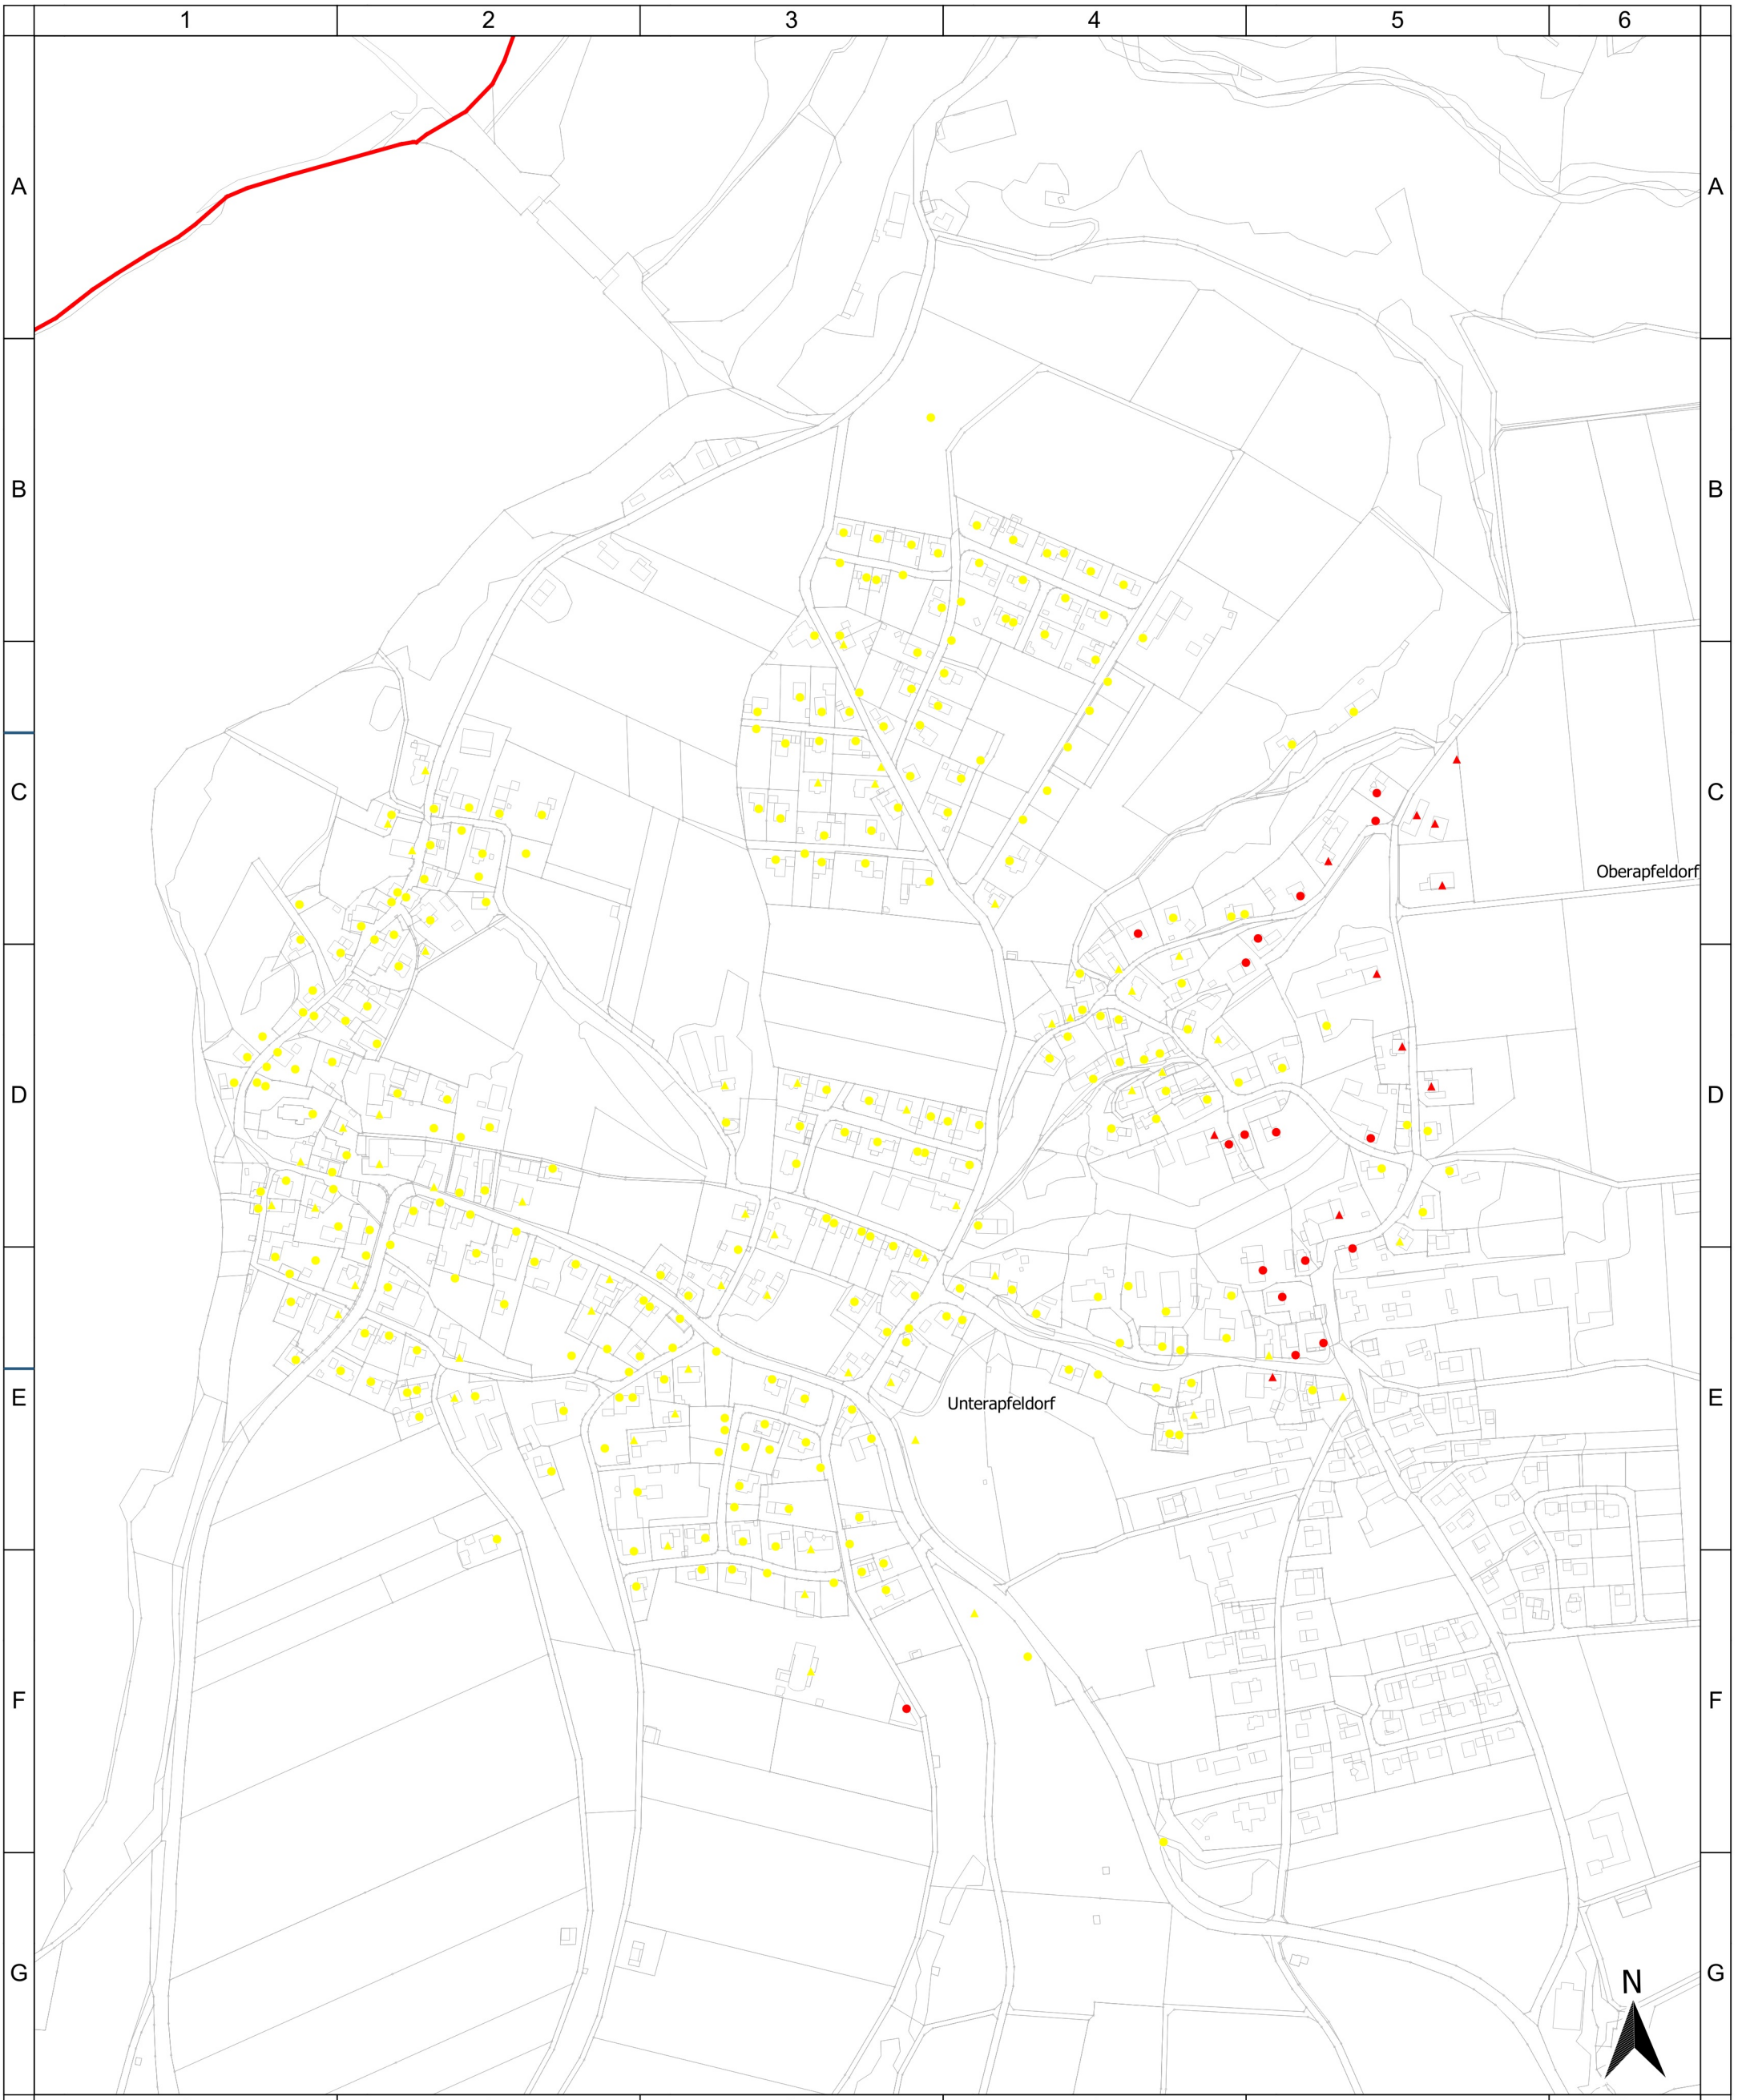 1 2 3 4 5 6
A A
B B
C C
Oberapfeldorf
D D
E E
Unterapfeldorf
F F
G G
N